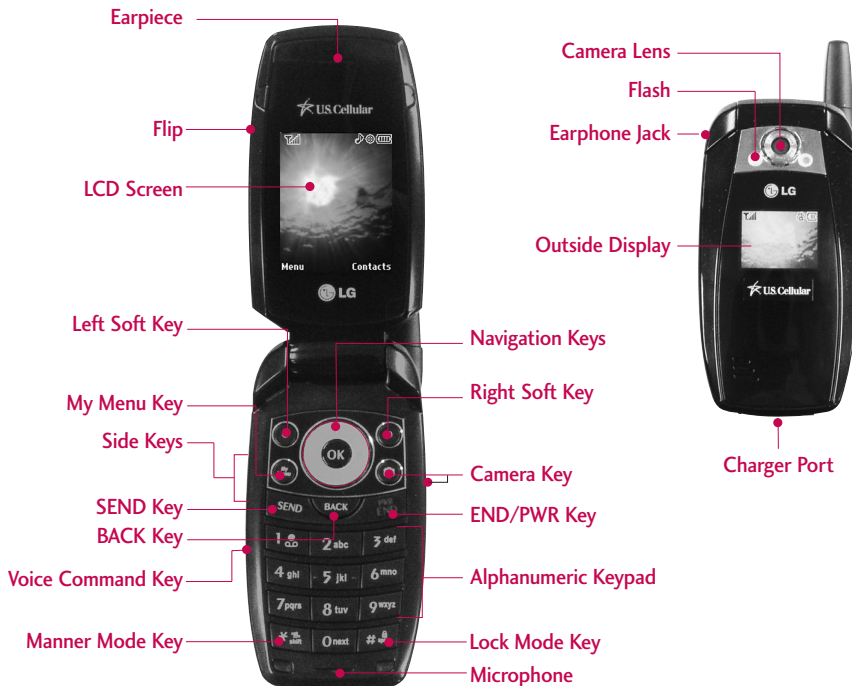 Earpiece
Flip
LCD Screen
U.S. Cellular
Menu Contacts
LG
Left Soft Key
My Menu Key
Side Keys
SEND Key
BACK Key
Voice Command Key
Manner Mode Key
Navigation Keys
Right Soft Key
Camera Key
END/PWR Key
Alphanumeric Keypad
Lock Mode Key
Microphone
OK
SEND BACK PWR END
1 2 abc 3 def
4 ghi 5 jkl 6 mno
7 pqrs 8 tuv 9 wxyz
* shift 0 next #
Camera Lens
Flash
Earphone Jack
LG
Outside Display
U.S. Cellular
Charger Port